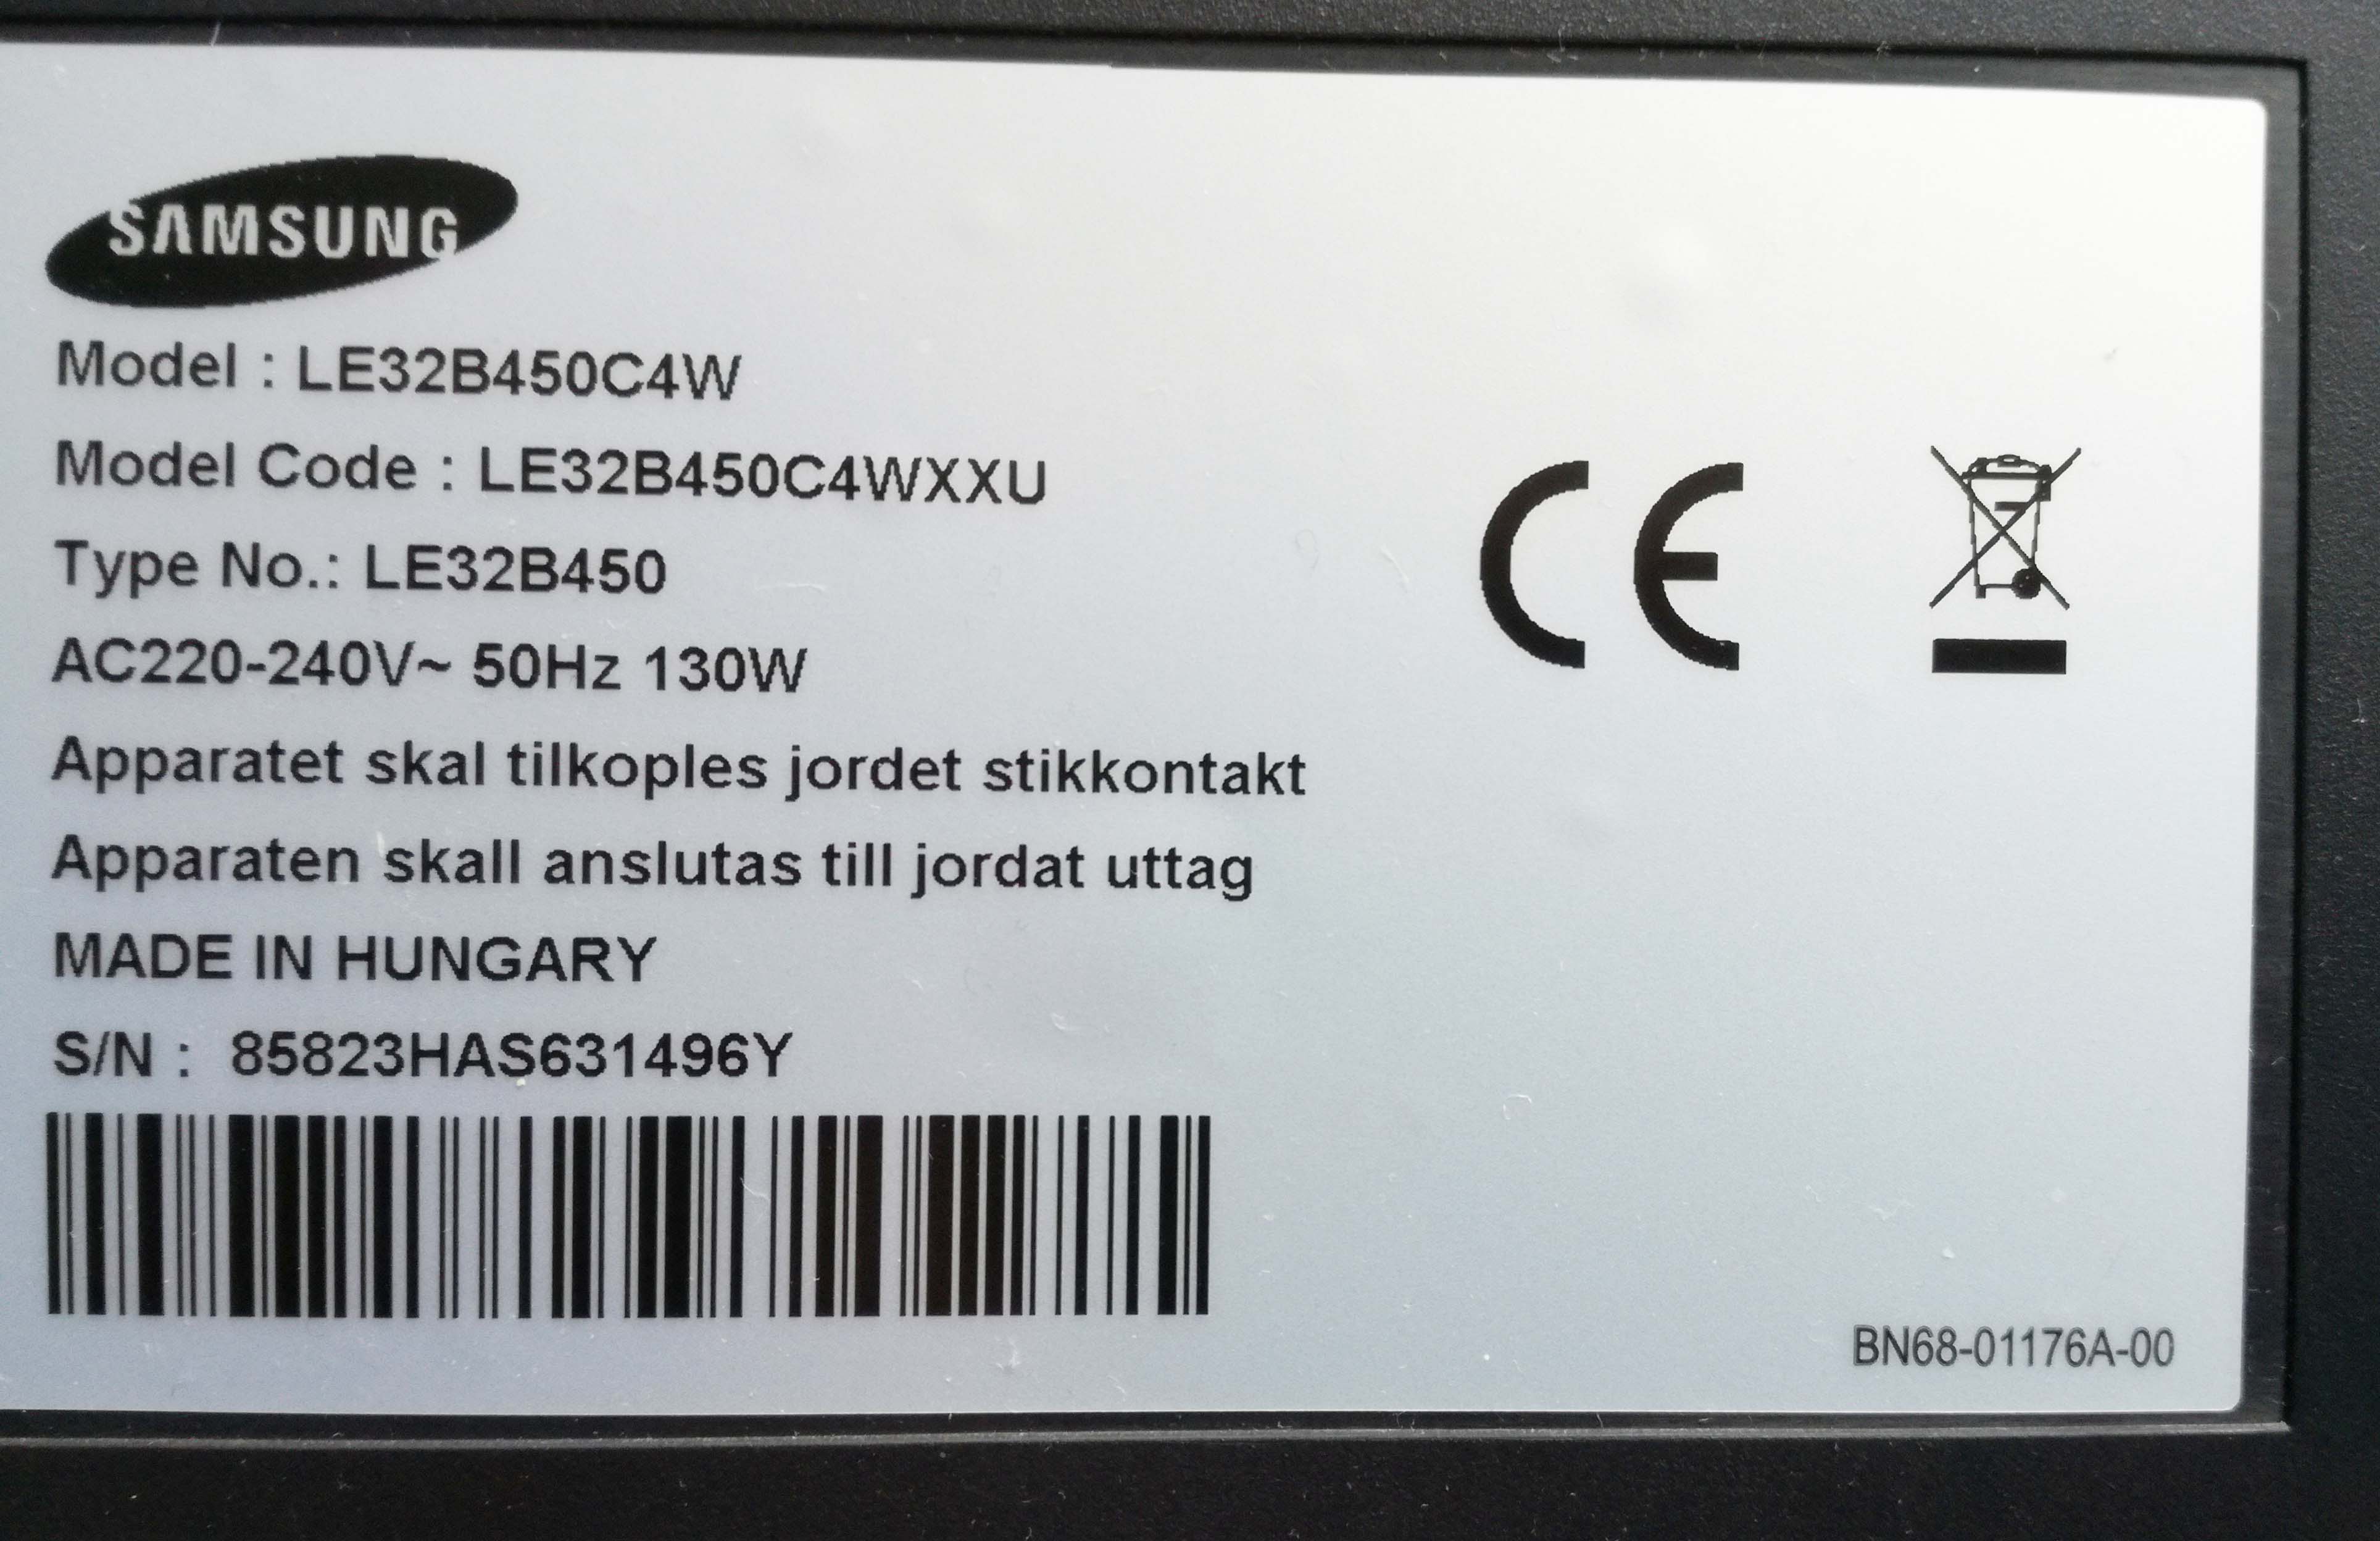 SAMSUNG
Model : LE32B450C4W
Model Code : LE32B450C4WXXU
Type No.: LE32B450
AC220-240V~ 50Hz 130W
Apparatet skal tilkoples jordet stikkontakt
Apparaten skall anslutas till jordat uttag
MADE IN HUNGARY
S/N : 85823HAS631496Y
CE
BN68-01176A-00